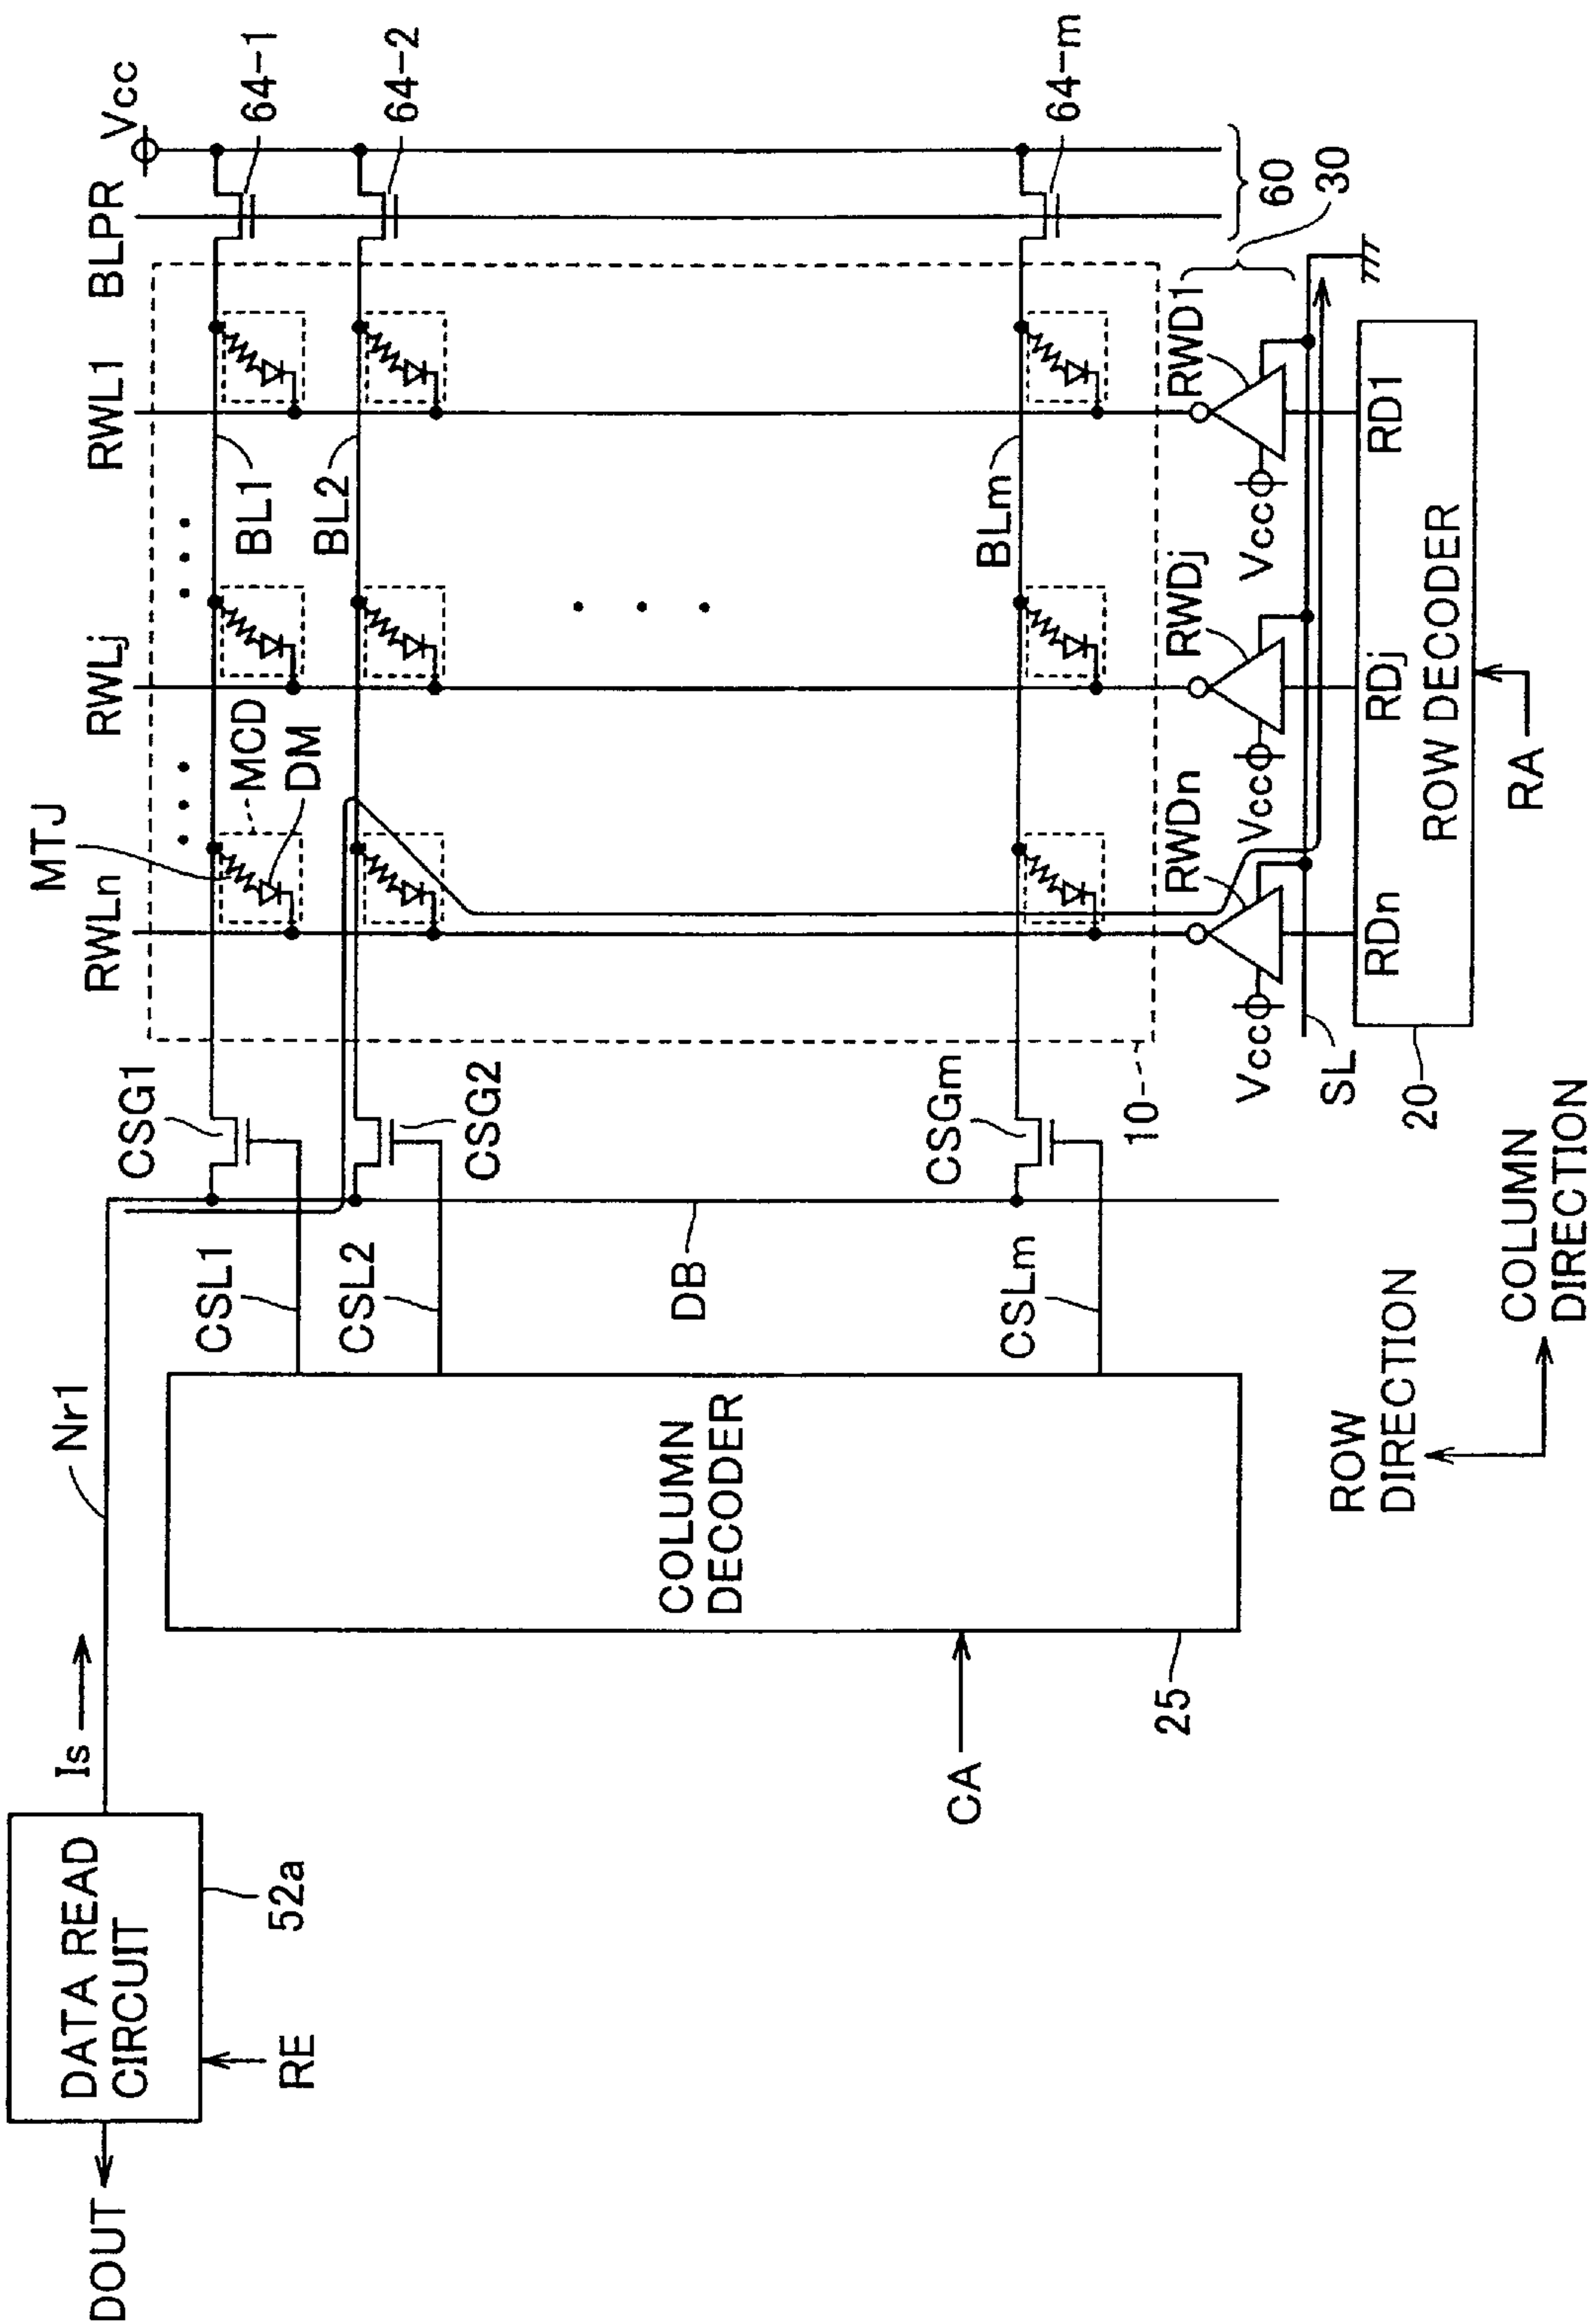 Vcc
BLPR
64-1
64-2
64-m
60
30
RWL1
RWLj
RWLn
MTJ
MCD
DM
BL1
BL2
BLm
RWD1
RWDj
RWDn
Vcc
Vcc
Vcc
SL
RD1
RDj
RDn
ROW DECODER
20
RA
10
CSG1
CSG2
CSGm
CSL1
CSL2
CSLm
DB
Nr1
Is
COLUMN
DECODER
25
CA
DATA READ
CIRCUIT
52a
RE
DOUT
ROW
DIRECTION
COLUMN
DIRECTION